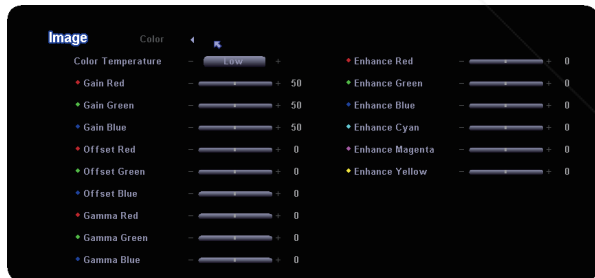 Image Color
Color Temperature - Low +
Gain Red - + 50
Gain Green - + 50
Gain Blue - + 50
Offset Red - + 0
Offset Green - + 0
Offset Blue - + 0
Gamma Red - + 0
Gamma Green - + 0
Gamma Blue - + 0
Enhance Red - + 0
Enhance Green - + 0
Enhance Blue - + 0
Enhance Cyan - + 0
Enhance Magenta - + 0
Enhance Yellow - + 0